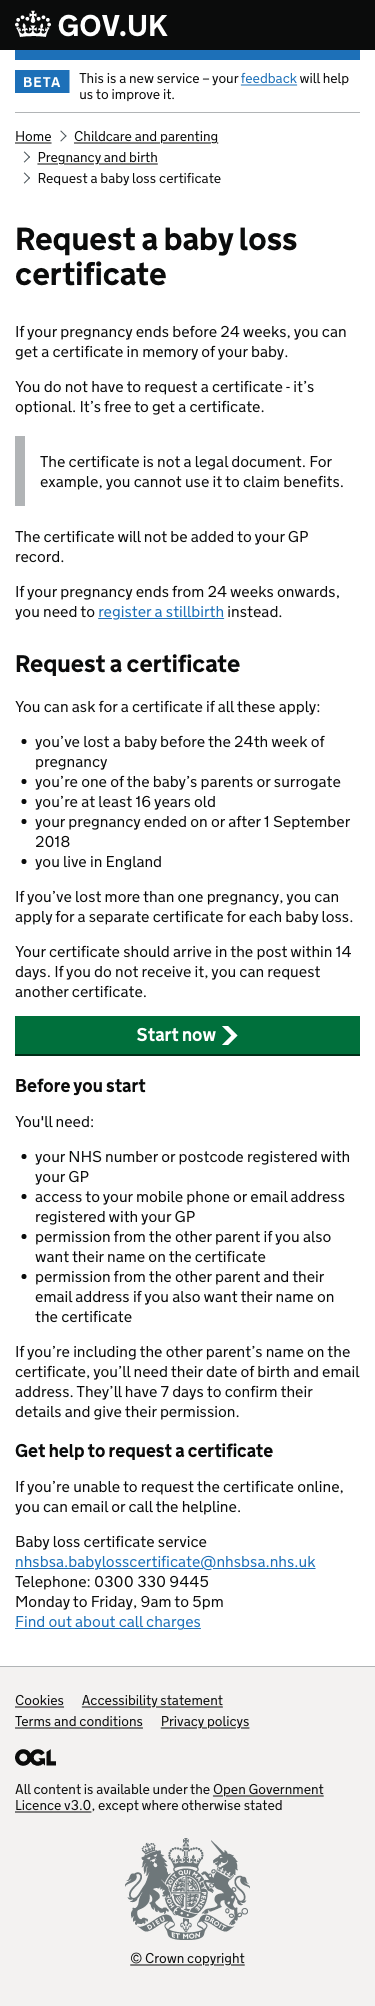 GOV.UK
BETA
This is a new service – your feedback will help
us to improve it.
Home
Childcare and parenting
Pregnancy and birth
Request a baby loss certificate
Request a baby loss
certificate
If your pregnancy ends before 24 weeks, you can
get a certificate in memory of your baby.
You do not have to request a certificate - it’s
optional. It’s free to get a certificate.
The certificate is not a legal document. For
example, you cannot use it to claim benefits.
The certificate will not be added to your GP
record.
If your pregnancy ends from 24 weeks onwards,
you need to register a stillbirth instead.
Request a certificate
You can ask for a certificate if all these apply:
• you’ve lost a baby before the 24th week of
pregnancy
• you’re one of the baby’s parents or surrogate
• you’re at least 16 years old
• your pregnancy ended on or after 1 September
2018
• you live in England
If you’ve lost more than one pregnancy, you can
apply for a separate certificate for each baby loss.
Your certificate should arrive in the post within 14
days. If you do not receive it, you can request
another certificate.
Start now
Before you start
You'll need:
• your NHS number or postcode registered with
your GP
• access to your mobile phone or email address
registered with your GP
• permission from the other parent if you also
want their name on the certificate
• permission from the other parent and their
email address if you also want their name on
the certificate
If you’re including the other parent’s name on the
certificate, you’ll need their date of birth and email
address. They’ll have 7 days to confirm their
details and give their permission.
Get help to request a certificate
If you’re unable to request the certificate online,
you can email or call the helpline.
Baby loss certificate service
nhsbsa.babylosscertificate@nhsbsa.nhs.uk
Telephone: 0300 330 9445
Monday to Friday, 9am to 5pm
Find out about call charges
Cookies
Accessibility statement
Terms and conditions
Privacy policys
OGL
All content is available under the Open Government
Licence v3.0, except where otherwise stated
DIEU ET MON DROIT
© Crown copyright